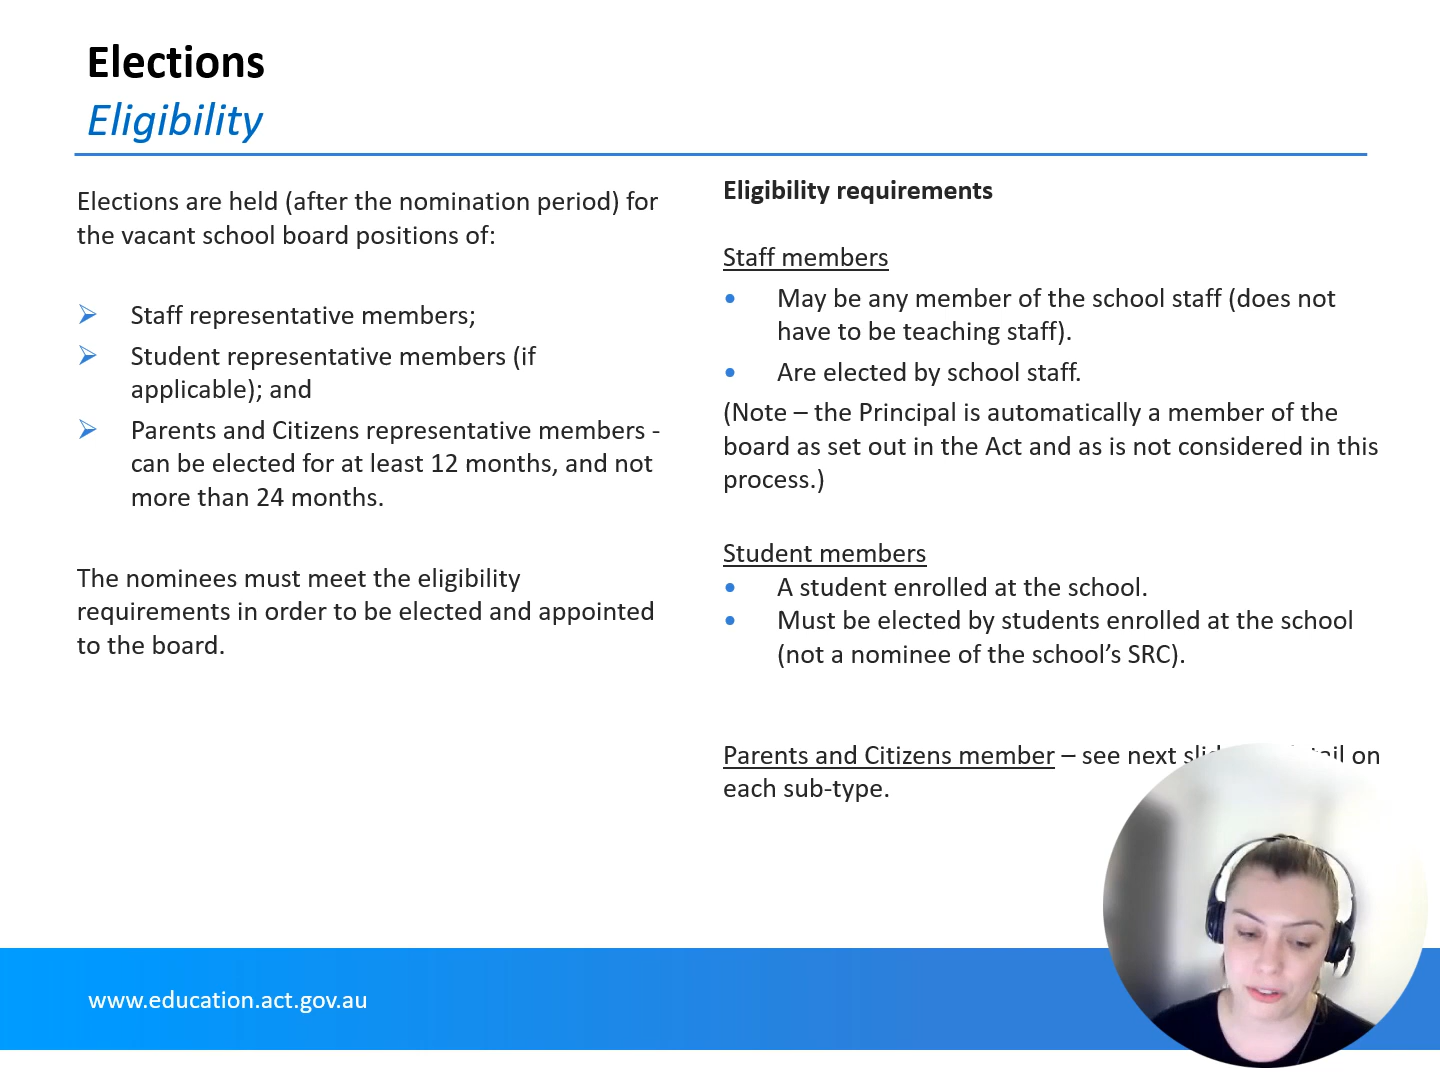 Elections
Eligibility
Elections are held (after the nomination period) for
the vacant school board positions of:
Staff representative members;
Student representative members (if
applicable); and
Parents and Citizens representative members -
can be elected for at least 12 months, and not
more than 24 months.
The nominees must meet the eligibility
requirements in order to be elected and appointed
to the board.
Eligibility requirements
Staff members
May be any member of the school staff (does not
have to be teaching staff).
Are elected by school staff.
(Note – the Principal is automatically a member of the
board as set out in the Act and as is not considered in this
process.)
Student members
A student enrolled at the school.
Must be elected by students enrolled at the school
(not a nominee of the school’s SRC).
Parents and Citizens member – see next on
each sub-type.
www.education.act.gov.au